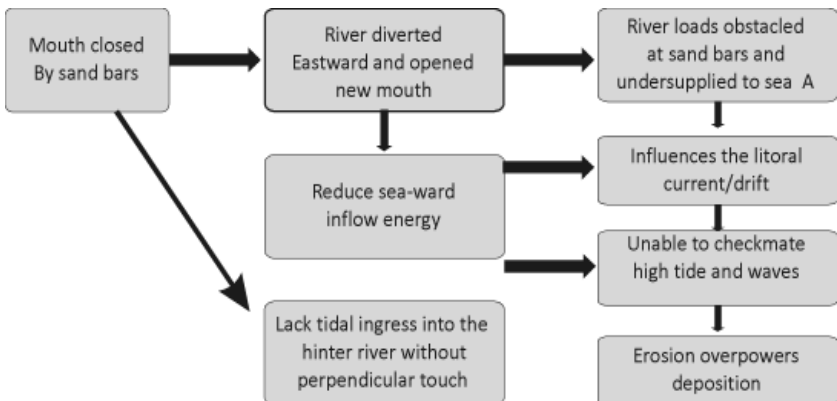 Mouth closed
By sand bars
River diverted
Eastward and opened
new mouth
River loads obstacled
at sand bars and
undersupplied to sea A
Reduce sea-ward
inflow energy
Influences the litoral
current/drift
Unable to checkmate
high tide and waves
Lack tidal ingress into the
hinter river without
perpendicular touch
Erosion overpowers
deposition